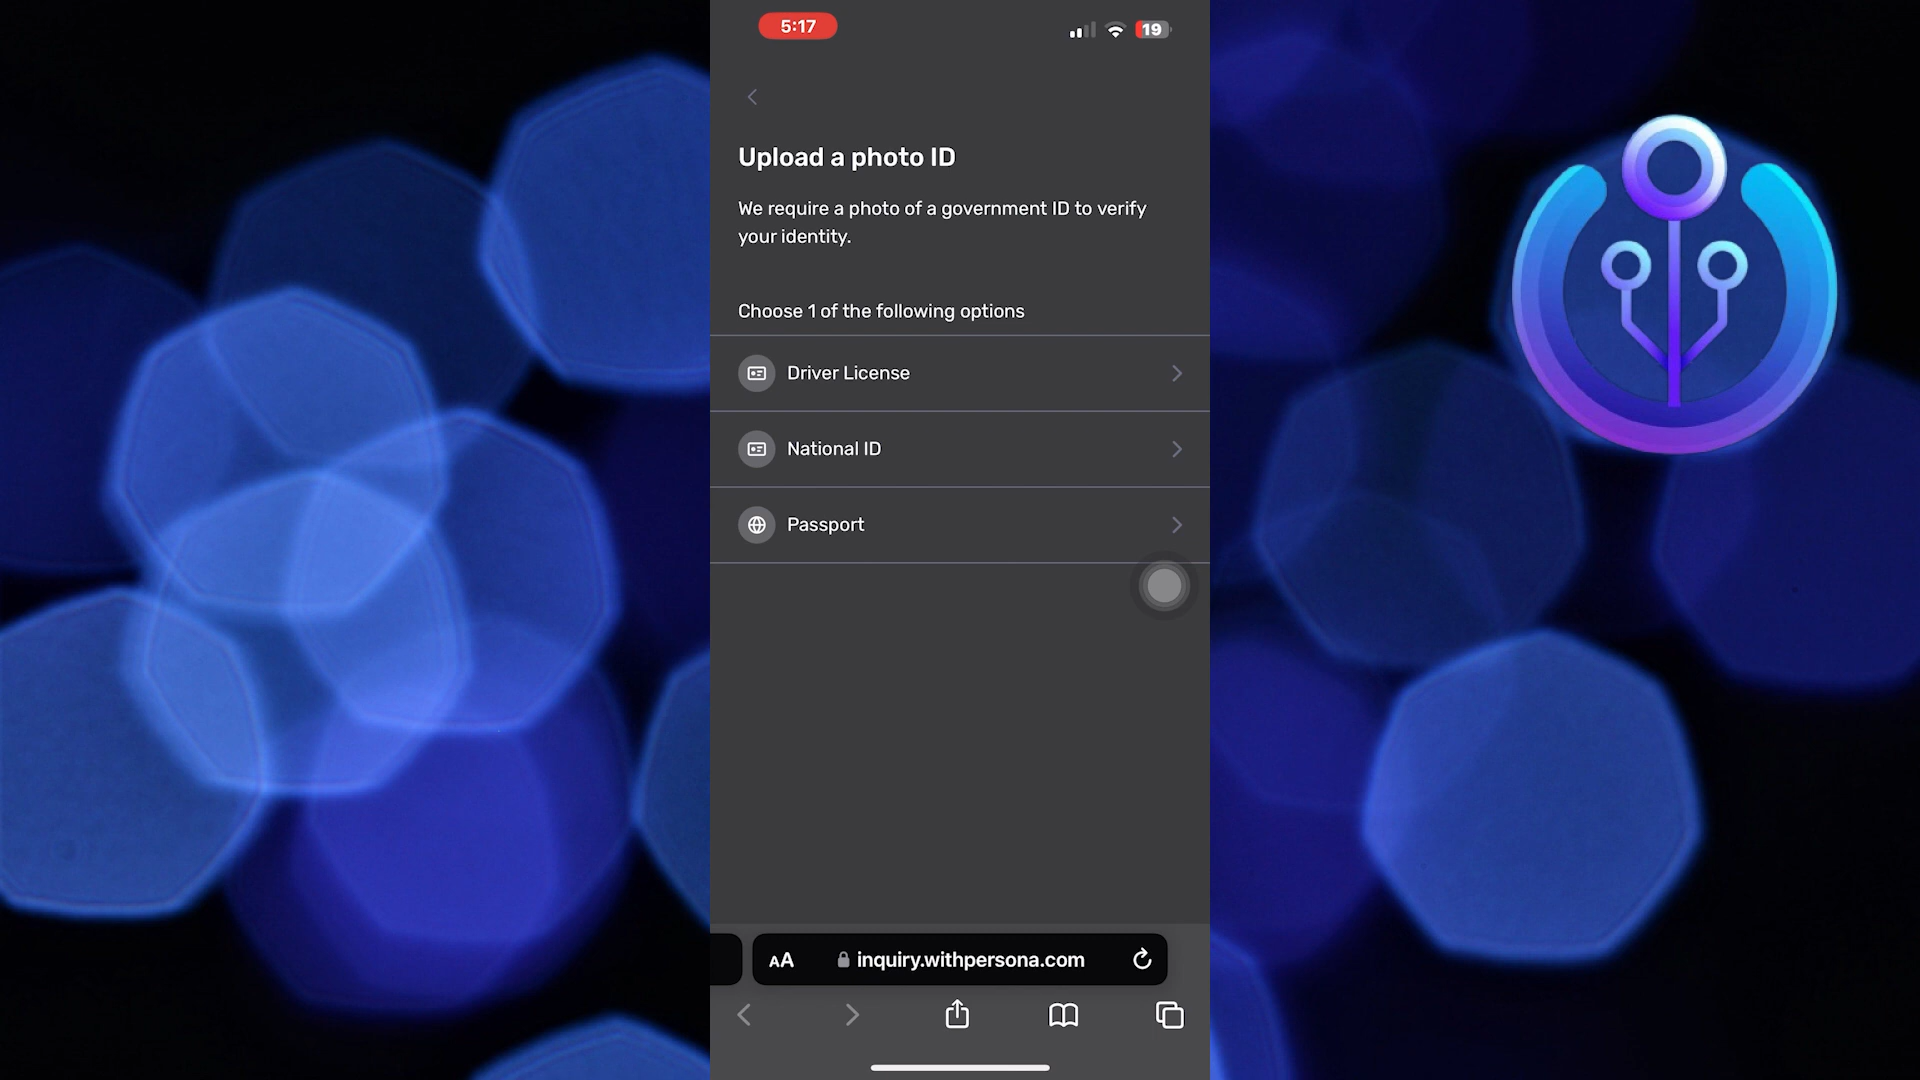 5:17
19
Upload a photo ID
We require a photo of a government ID to verify
your identity.
Choose 1 of the following options
Driver License
National ID
Passport
AA inquiry.withpersona.com